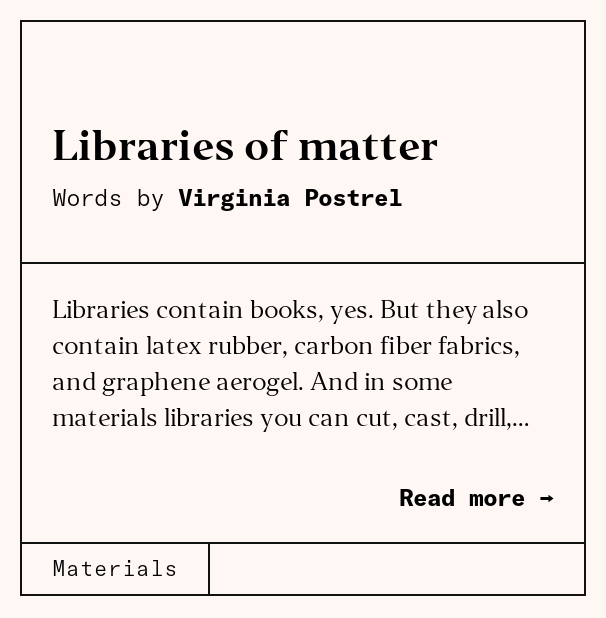 Libraries of matter
Words by Virginia Postrel
Libraries contain books, yes. But they also
contain latex rubber, carbon fiber fabrics,
and graphene aerogel. And in some
materials libraries you can cut, cast, drill,...
Read more →
Materials